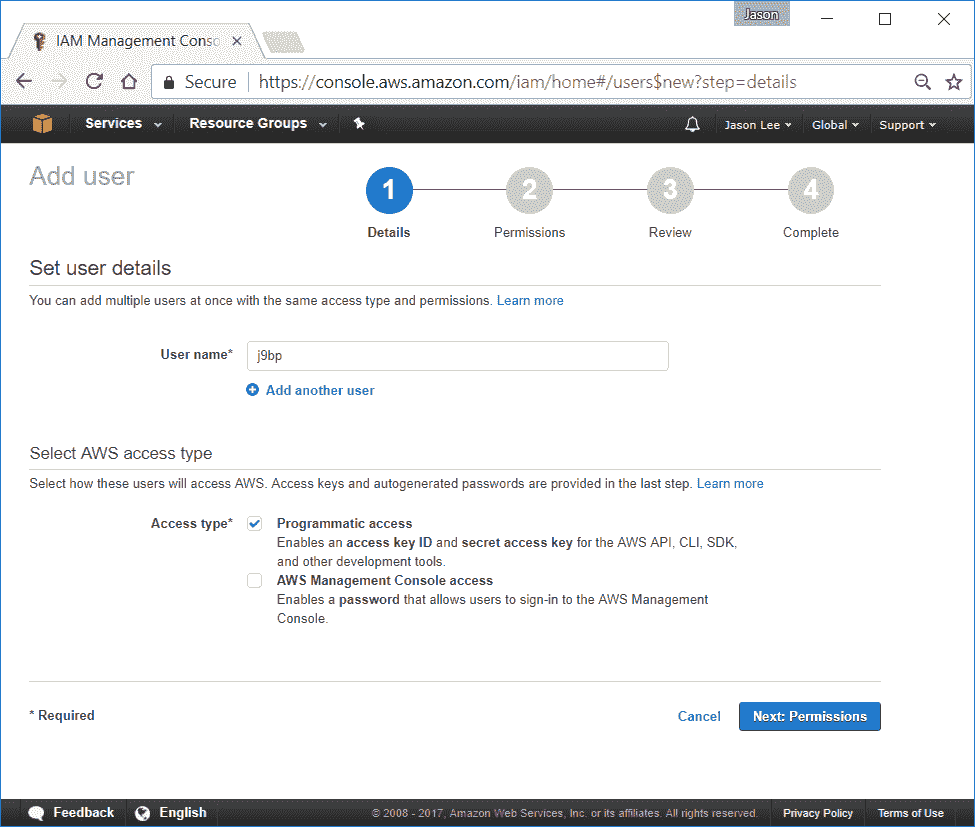 Jason
IAM Management Conso
Secure https://console.aws.amazon.com/iam/home#/users$new?step=details
Services Resource Groups Jason Lee Global Support
Add user
1 2 3 4
Details Permissions Review Complete
Set user details
You can add multiple users at once with the same access type and permissions. Learn more
User name* j9bp
Add another user
Select AWS access type
Select how these users will access AWS. Access keys and autogenerated passwords are provided in the last step. Learn more
Access type* Programmatic access
Enables an access key ID and secret access key for the AWS API, CLI, SDK,
and other development tools.
AWS Management Console access
Enables a password that allows users to sign-in to the AWS Management
Console.
* Required Cancel Next: Permissions
Feedback English © 2008 - 2017, Amazon Web Services, Inc. or its affiliates. All rights reserved. Privacy Policy Terms of Use